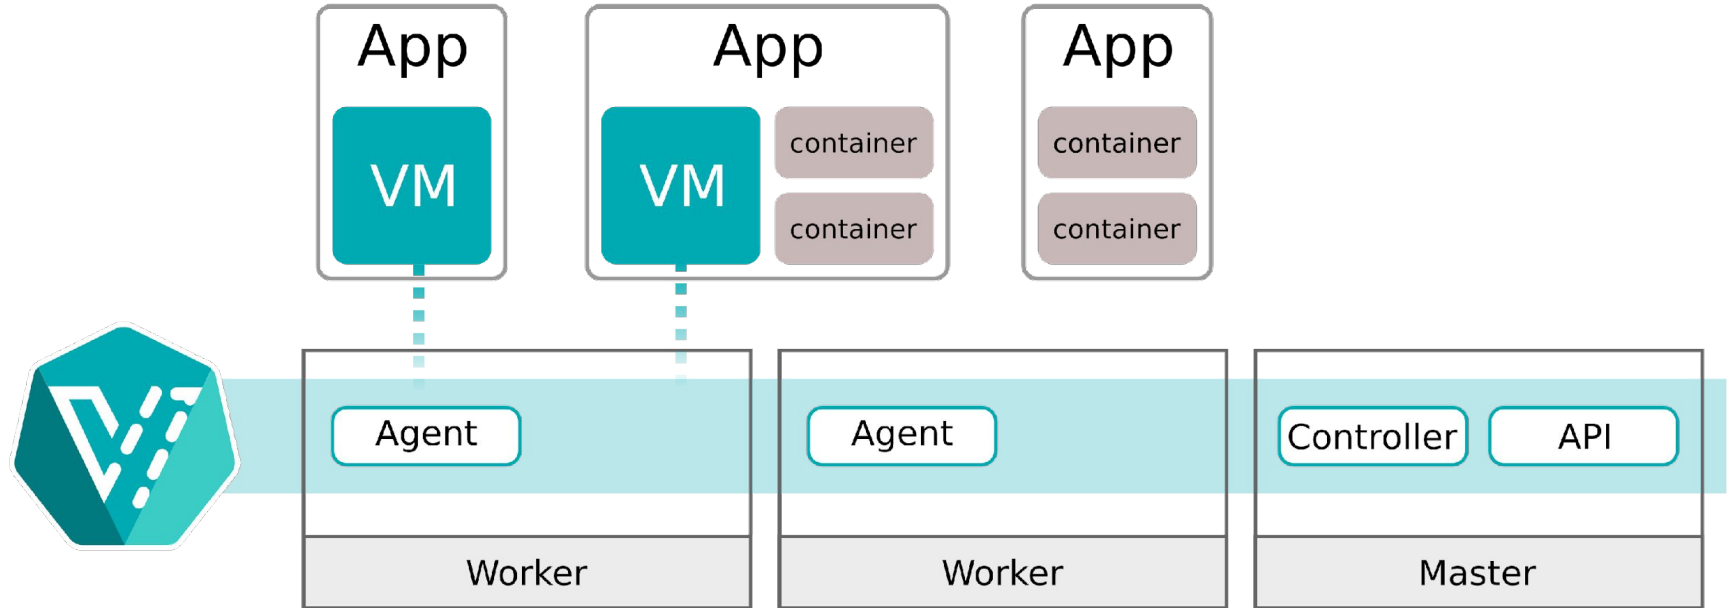 App
App
App
VM
VM
container
container
container
container
Agent
Agent
Controller
API
Worker
Worker
Master